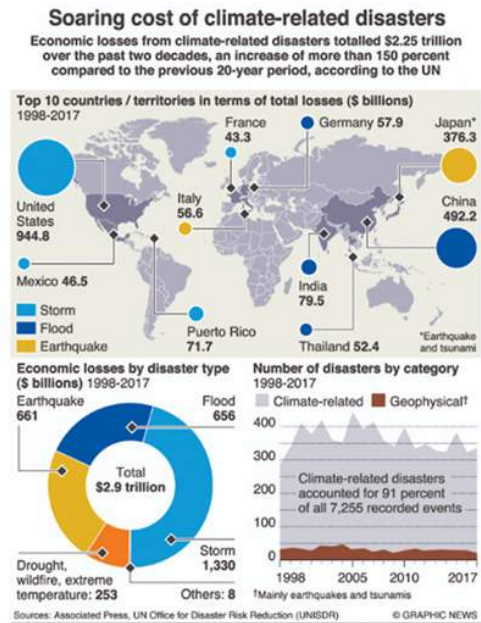 Soaring cost of climate-related disasters
Economic losses from climate-related disasters totalled $2.25 trillion
over the past two decades, an increase of more than 150 percent
compared to the previous 20-year period, according to the UN
Top 10 countries / territories in terms of total losses ($ billions)
1998-2017
France
43.3
Germany 57.9
Japan*
376.3
United
States
944.8
Italy
56.6
China
492.2
Mexico 46.5
India
79.5
Storm
Flood
Earthquake
Puerto Rico
71.7
Thailand 52.4
*Earthquake
and tsunami
Economic losses by disaster type
($ billions) 1998-2017
Earthquake
661
Flood
656
Total
$2.9 trillion
Storm
1,330
Drought,
wildfire, extreme
temperature: 253
Others: 8
Number of disasters by category
1998-2017
Climate-related
Geophysical†
400
300
200
100
0
Climate-related disasters
accounted for 91 percent
of all 7,255 recorded events
1998
2005
2010
2017
†Mainly earthquakes and tsunamis
Sources: Associated Press, UN Office for Disaster Risk Reduction (UNISDR)
© GRAPHIC NEWS